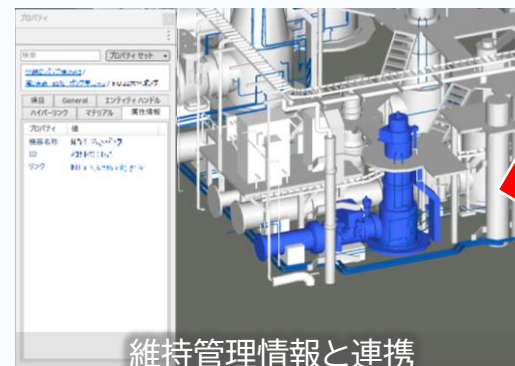 プロパティ
検索
プロパティ セット
項目 General エンティティ ハンドル
ハイパーリンク マテリアル 属性情報
プロパティ 値
機器名称
ID
リンク
維持管理情報と連携